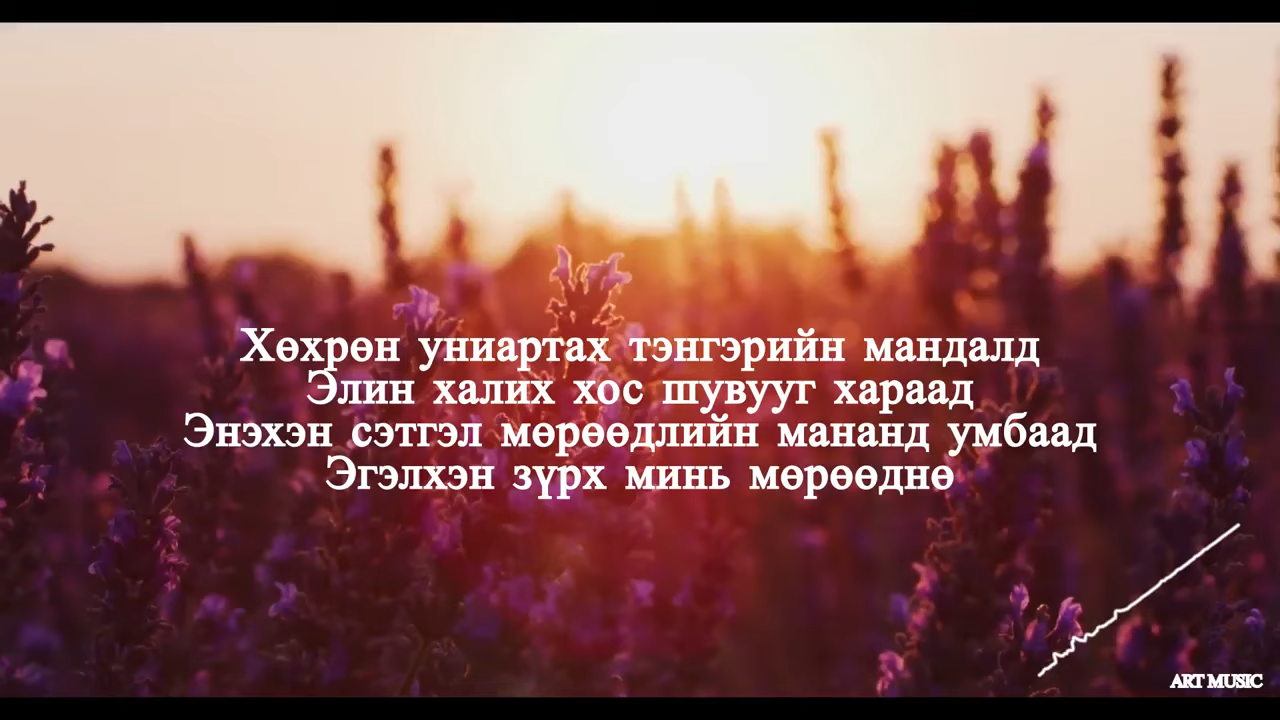 Хөхрөн униартах тэнгэрийн мандалд
Элин халих хос шувууг хараад
Энэхэн сэтгэл мөрөөдлийн мананд умбаад
Эгэлхэн зүрх минь мөрөөднө
ART MUSIC